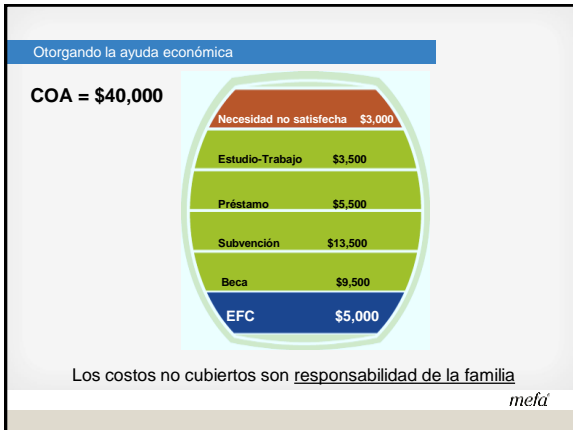 Otorgando la ayuda económica
COA = $40,000
Necesidad no satisfecha $3,000
Estudio-Trabajo $3,500
Préstamo $5,500
Subvención $13,500
Beca $9,500
EFC $5,000
Los costos no cubiertos son responsabilidad de la familia
mefa